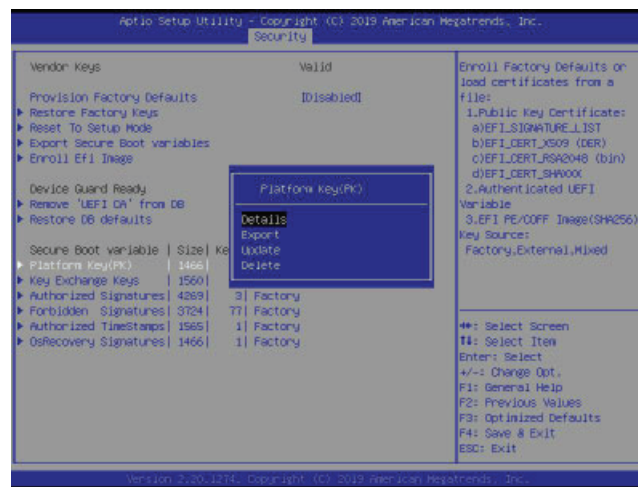 Aptio Setup Utility - Copyright (C) 2019 American Megatrends, Inc.
Security
Vendor Keys Valid
Provision Factory Defaults [Disabled]
Restore Factory Keys
Reset To Setup Mode
Export Secure Boot variables
Enroll Efi Image
Device Guard Ready
Remove 'UEFI CA' from DB
Restore DB defaults
Secure Boot variable | Size| Ke
Platform Key(PK) | 1466|
Key Exchange Keys | 1560|
Authorized Signatures| 4269| 3| Factory
Forbidden Signatures| 3724| 77| Factory
Authorized TimeStamps| 1565| 1| Factory
OsRecovery Signatures| 1466| 1| Factory
Platform Key(PK)
Details
Export
Update
Delete
Enroll Factory Defaults or
load certificates from a
file:
1.Public Key Certificate:
a)EFI_SIGNATURE_LIST
b)EFI_CERT_X509 (DER)
c)EFI_CERT_RSA2048 (bin)
d)EFI_CERT_SHAXXX
2.Authenticated UEFI
Variable
3.EFI PE/COFF Image(SHA256)
Key Source:
Factory,External,Mixed
↔: Select Screen
↑↓: Select Item
Enter: Select
+/-: Change Opt.
F1: General Help
F2: Previous Values
F3: Optimized Defaults
F4: Save & Exit
ESC: Exit
Version 2.20.1274. Copyright (C) 2019 American Megatrends, Inc.